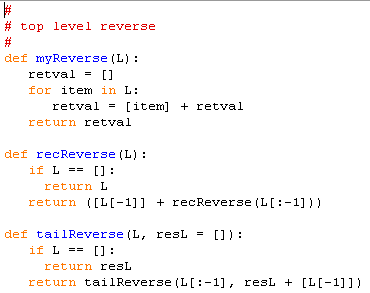 #
# top level reverse
#
def myReverse(L):
   retval = []
   for item in L:
      retval = [item] + retval
   return retval

def recReverse(L):
   if L == []:
     return L
   return ([L[-1]] + recReverse(L[:-1]))

def tailReverse(L, resL = []):
   if L == []:
     return resL
   return tailReverse(L[:-1], resL + [L[-1]])